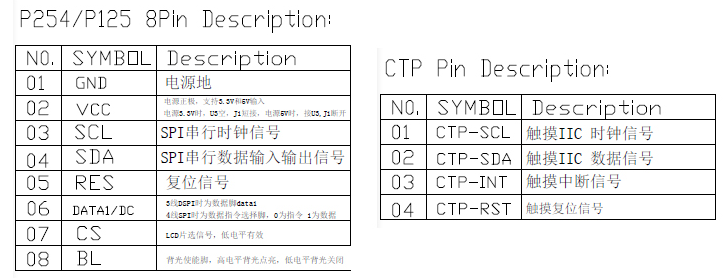 P254/P125 8Pin Description:
NO. SYMBOL Description
01 GND 电源地
02 VCC 电源正极，支持3.3V和5V输入
电源3.3V时，U3空，J1短接，电源5V时，接U3,J1断开
03 SCL SPI串行时钟信号
04 SDA SPI串行数据输入输出信号
05 RES 复位信号
06 DATA1/DC 3线DSPI时为数据脚data1
4线SPI时为数据指令选择脚，0为指令 1为数据
07 CS LCD片选信号，低电平有效
08 BL 背光使能脚，高电平背光点亮，低电平背光关闭
CTP Pin Description:
NO. SYMBOL Description
01 CTP-SCL 触摸IIC 时钟信号
02 CTP-SDA 触摸IIC 数据信号
03 CTP-INT 触摸中断信号
04 CTP-RST 触摸复位信号